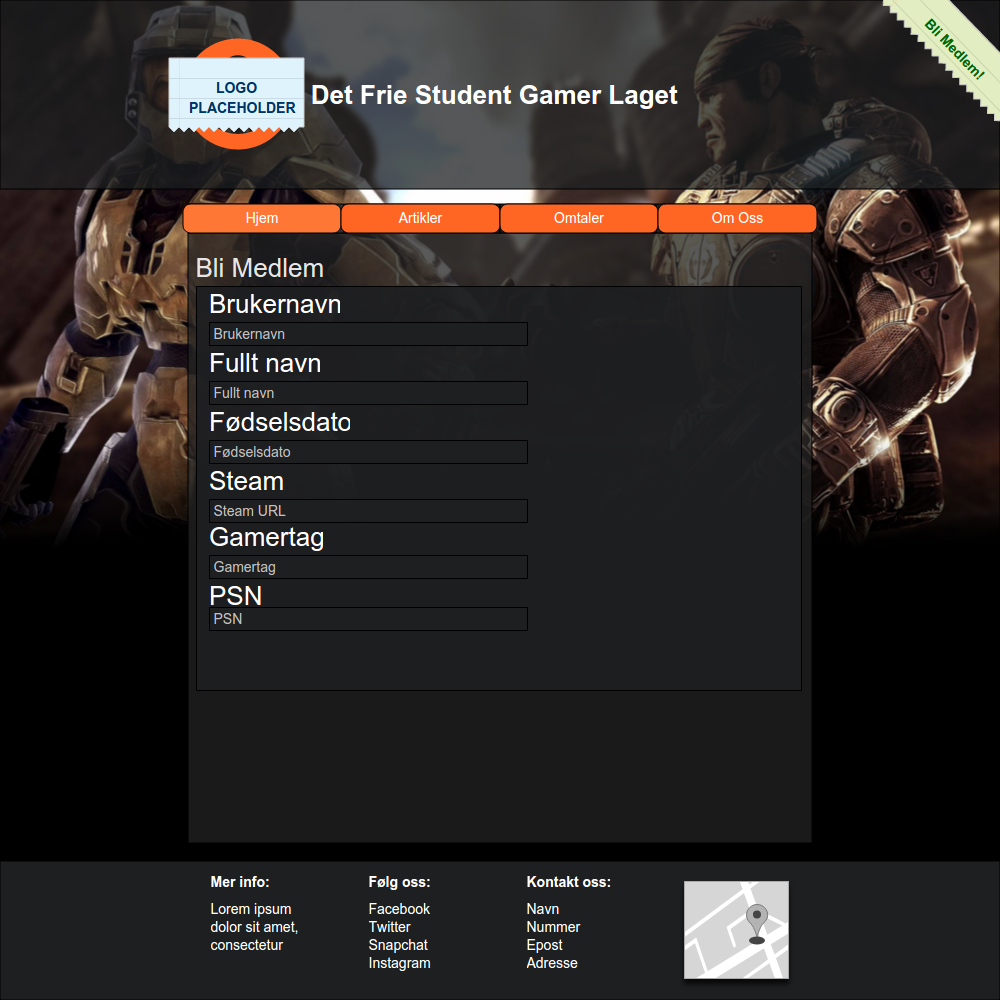 Bli Medlem!
LOGO
PLACEHOLDER
Det Frie Student Gamer Laget
Hjem
Artikler
Omtaler
Om Oss
Bli Medlem
Brukernavn
Brukernavn
Fullt navn
Fullt navn
Fødselsdato
Fødselsdato
Steam
Steam URL
Gamertag
Gamertag
PSN
PSN
Mer info:
Lorem ipsum
dolor sit amet,
consectetur
Følg oss:
Facebook
Twitter
Snapchat
Instagram
Kontakt oss:
Navn
Nummer
Epost
Adresse